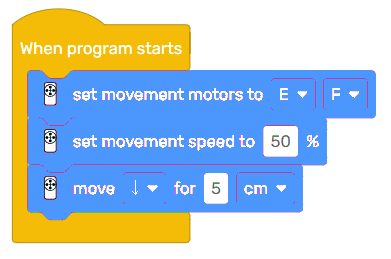 When program starts
set movement motors to E F
set movement speed to 50 %
move ↓ for 5 cm